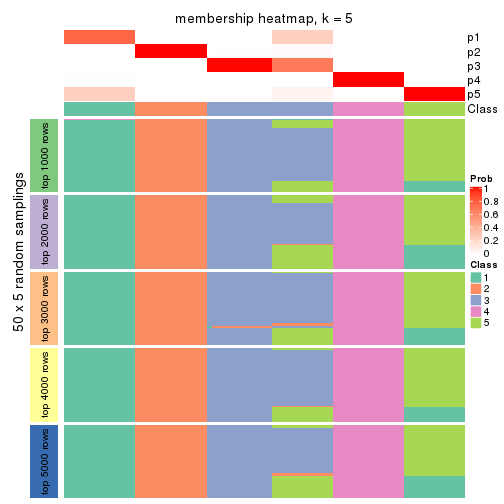 membership heatmap, k = 5
p1
p2
p3
p4
p5
Class
50 x 5 random samplings
top 1000 rows
top 2000 rows
top 3000 rows
top 4000 rows
top 5000 rows
Prob
1
0.8
0.6
0.4
0.2
0
Class
1
2
3
4
5